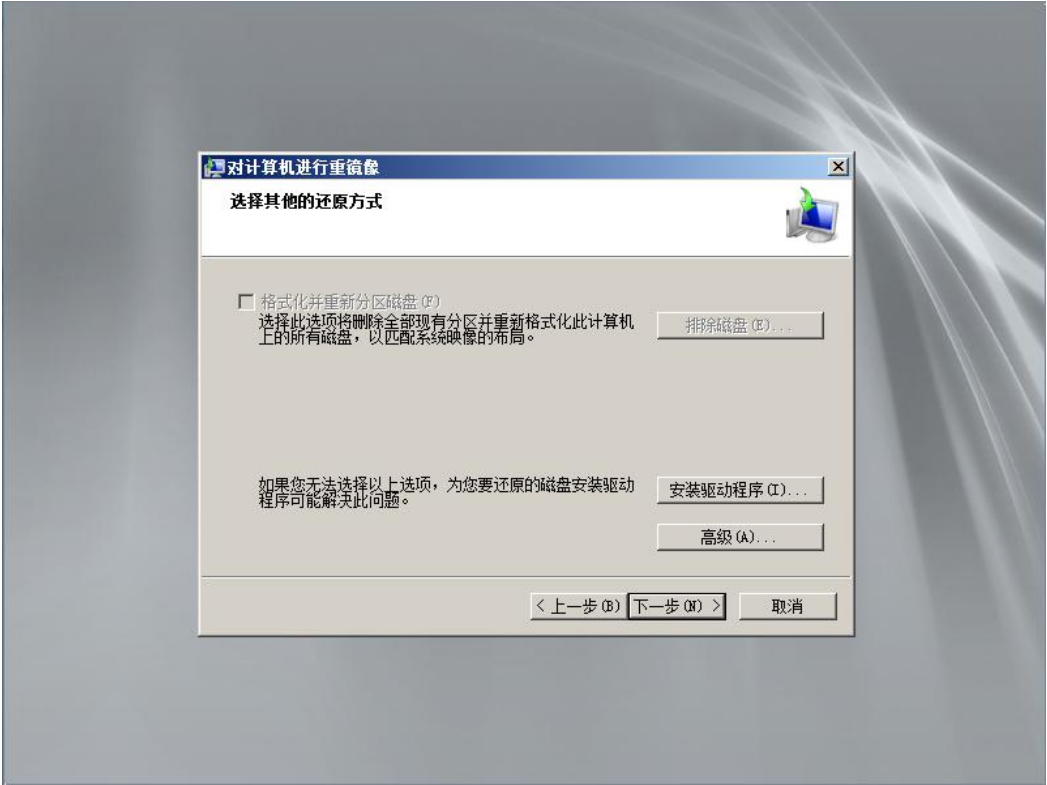 对计算机进行重镜像
选择其他的还原方式
格式化并重新分区磁盘(F)
选择此选项将删除全部现有分区并重新格式化此计算机
上的所有磁盘，以匹配系统映像的布局。
排除磁盘(E)...
如果您无法选择以上选项，为您要还原的磁盘安装驱动
程序可能解决此问题。
安装驱动程序(I)...
高级(A)...
< 上一步(B)
下一步(N) >
取消